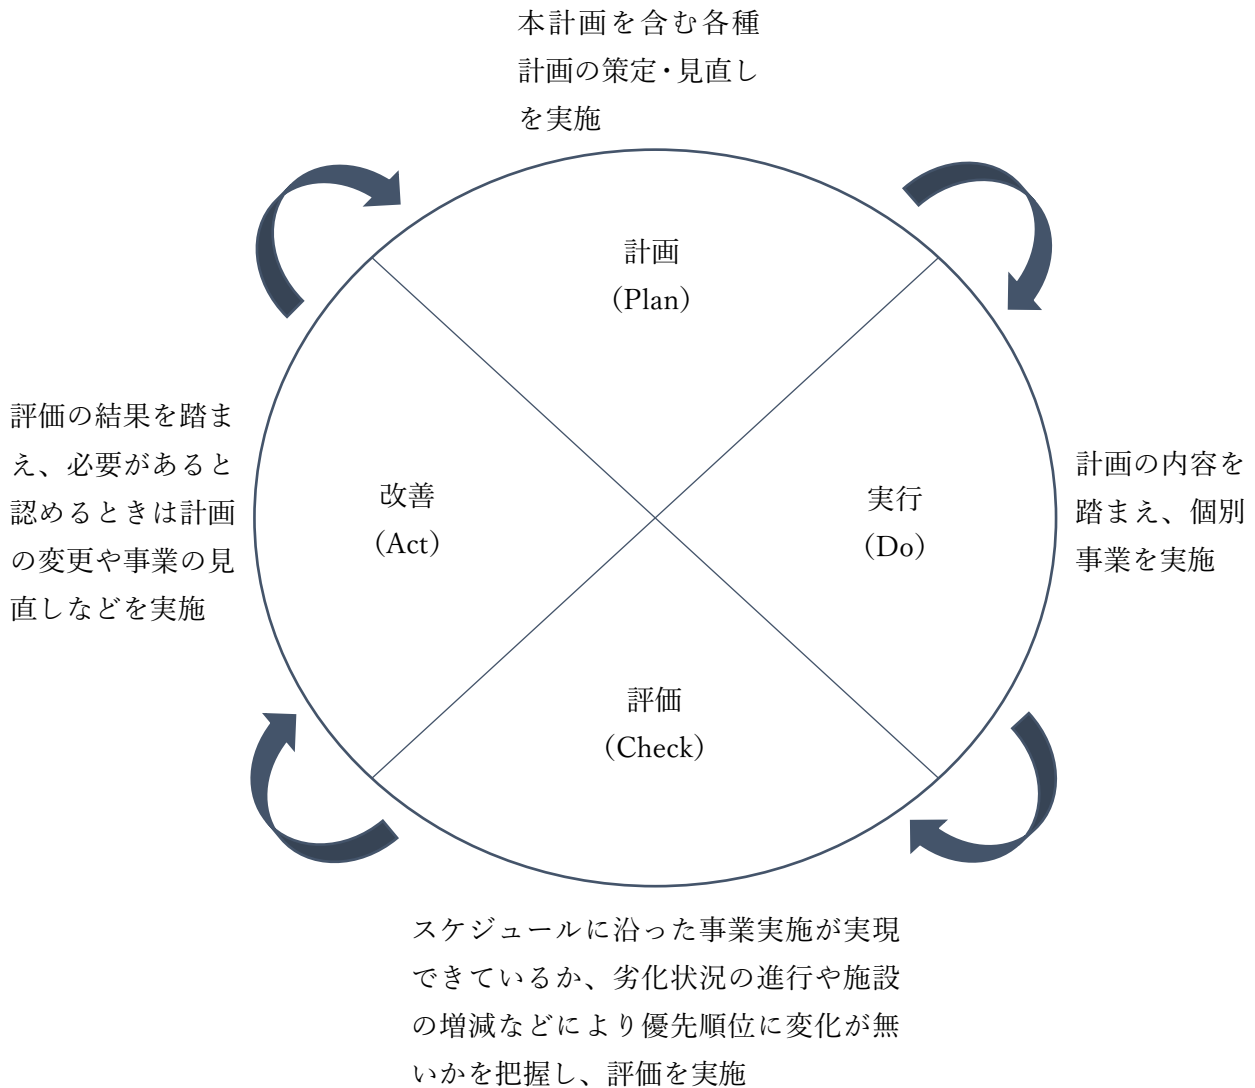 本計画を含む各種
計画の策定・見直し
を実施
計画
(Plan)
評価の結果を踏ま
え、必要があると
認めるときは計画
の変更や事業の見
直しなどを実施
改善
(Act)
実行
(Do)
計画の内容を
踏まえ、個別
事業を実施
評価
(Check)
スケジュールに沿った事業実施が実現
できているか、劣化状況の進行や施設
の増減などにより優先順位に変化が無
いかを把握し、評価を実施